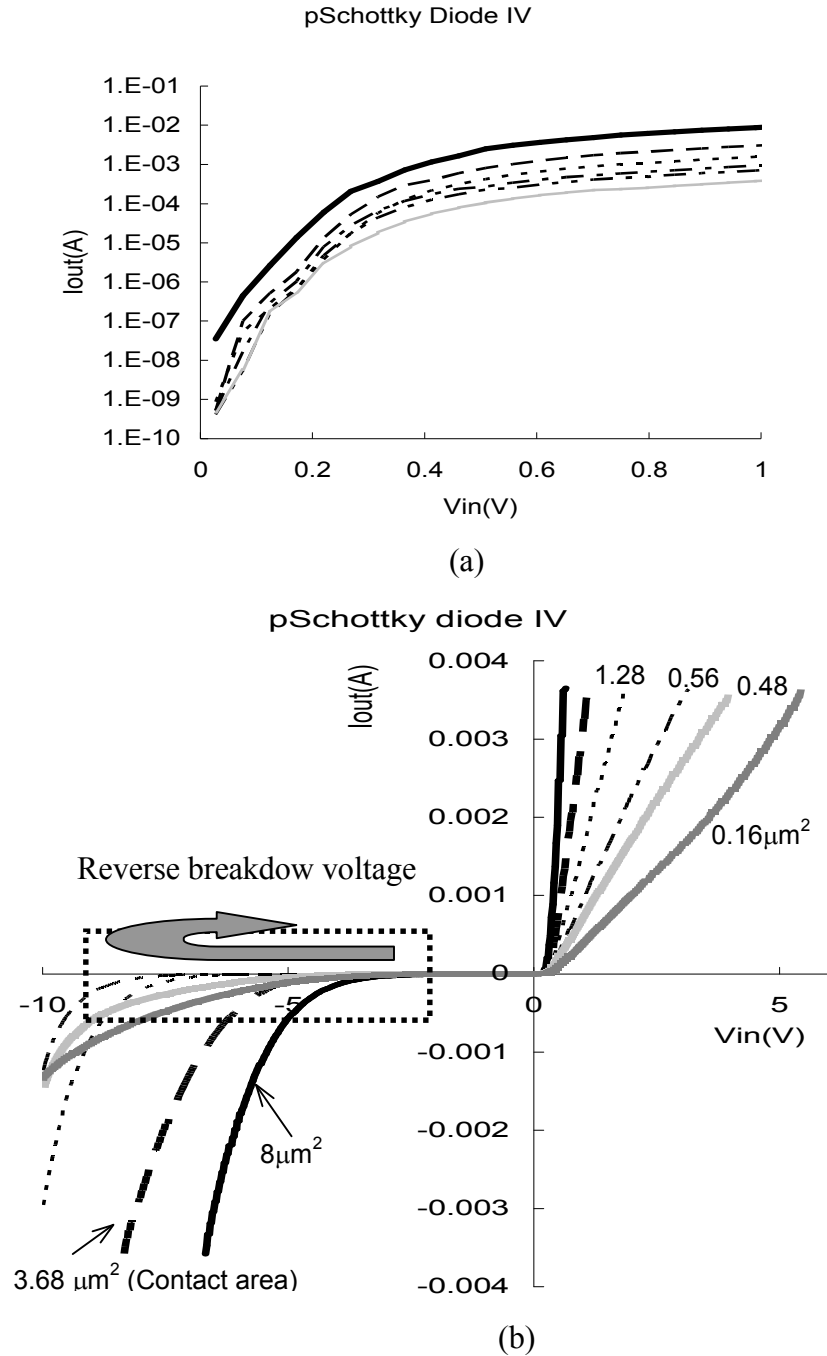 pSchottky Diode IV
1.E-01
1.E-02
1.E-03
1.E-04
1.E-05
1.E-06
1.E-07
1.E-08
1.E-09
1.E-10
Iout(A)
0 0.2 0.4 0.6 0.8 1
Vin(V)
(a)
pSchottky diode IV
Iout(A)
0.004
0.003
0.002
0.001
0
-0.001
-0.002
-0.003
-0.004
1.28 0.56 0.48
0.16μm²
Reverse breakdow voltage
-10 -5 0 5
Vin(V)
8μm²
3.68 μm² (Contact area)
(b)